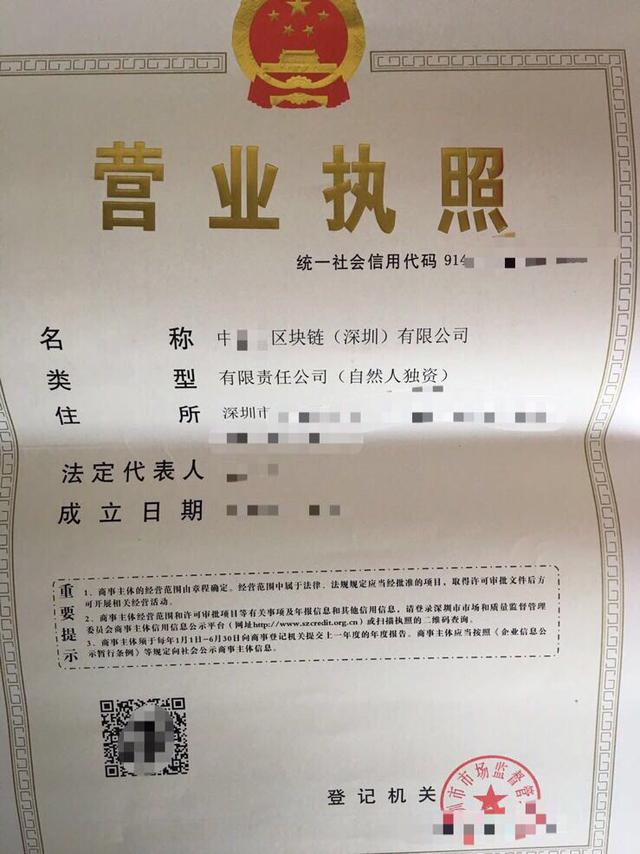 营业执照
统一社会信用代码 914
名称 中 区块链（深圳）有限公司
类型 有限责任公司（自然人独资）
住所 深圳市
法定代表人
成立日期
重要提示
1、商事主体的经营范围由章程确定。经营范围中属于法律、法规规定应当经批准的项目，取得许可审批文件后方
可开展相关经营活动。
2、商事主体经营范围和许可审批项目等有关事项及年报信息和其他信用信息，请登录深圳市市场和质量监督管理
委员会商事主体信用信息公示平台（网址http://www.szcredit.org.cn）或扫描执照的二维码查询。
3、商事主体须于每年1月1日-6月30日向商事登记机关提交上一年度的年度报告。商事主体应当按照《企业信息公
示暂行条例》等规定向社会公示商事主体信息。
登记机关
圳市市场监督管